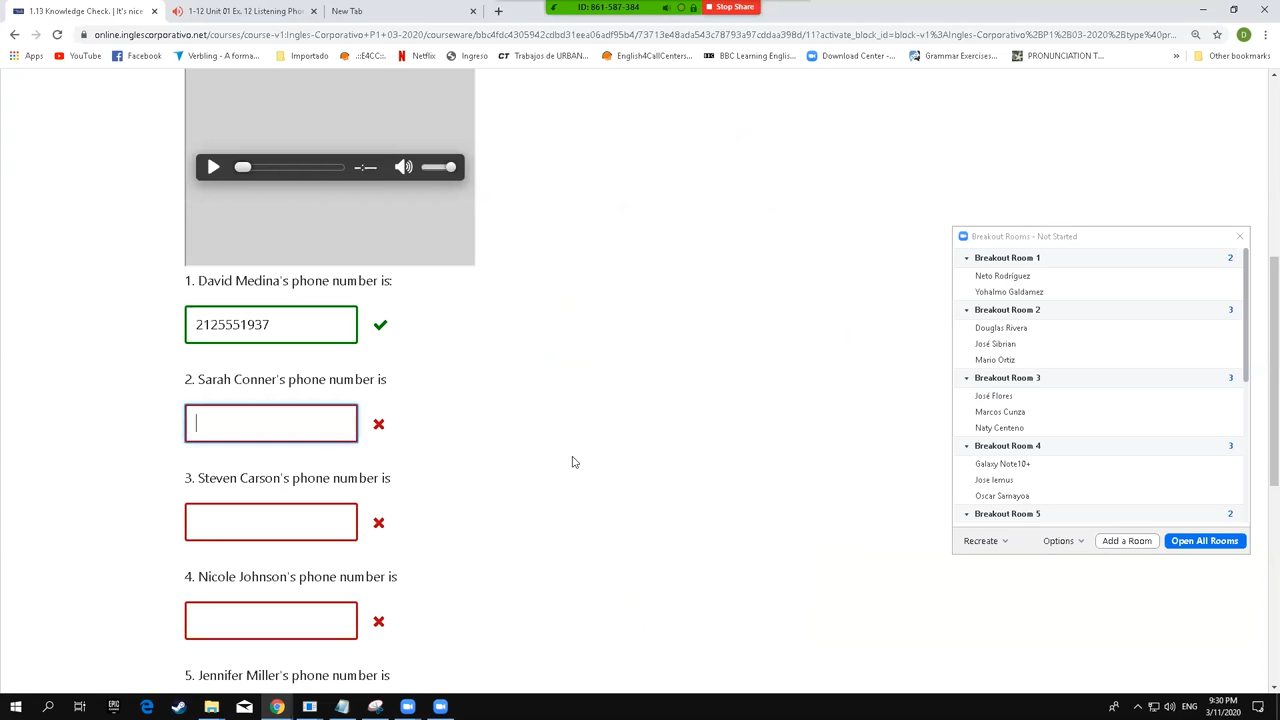 1.13 Knowledge Check. | It's nice
1-12 Unit 01 Ex. 12 Listening Pho
New Tab
ID: 861-587-384
Stop Share
online.inglescorporativo.net/courses/course-v1:Ingles-Corporativo+P1+03-2020/courseware/bbc4fdc4305942cdbd31eea06adf95b4/73713e48ada543c78793a97cddaa398d/11?activate_block_id=block-v1%3AIngles-Corporativo%2BP1%2B03-2020%2Btype%40pr...
Apps
YouTube
Facebook
Verbling - A forma...
Importado
.::E4CC::.
Netflix
Ingreso
Trabajos de URBAN...
English4CallCenters...
BBC Learning Englis...
Download Center -...
Grammar Exercises...
PRONUNCIATION T...
»
Other bookmarks
--:--
1. David Medina's phone number is:
2125551937
2. Sarah Conner's phone number is
3. Steven Carson's phone number is
4. Nicole Johnson's phone number is
5. Jennifer Miller's phone number is
Breakout Rooms - Not Started
Breakout Room 1 2
Neto Rodríguez
Yohalmo Galdamez
Breakout Room 2 3
Douglas Rivera
José Sibrian
Mario Ortiz
Breakout Room 3 3
José Flores
Marcos Cunza
Naty Centeno
Breakout Room 4 3
Galaxy Note10+
Jose lemus
Oscar Samayoa
Breakout Room 5 2
Recreate
Options
Add a Room
Open All Rooms
ENG
9:30 PM
3/11/2020